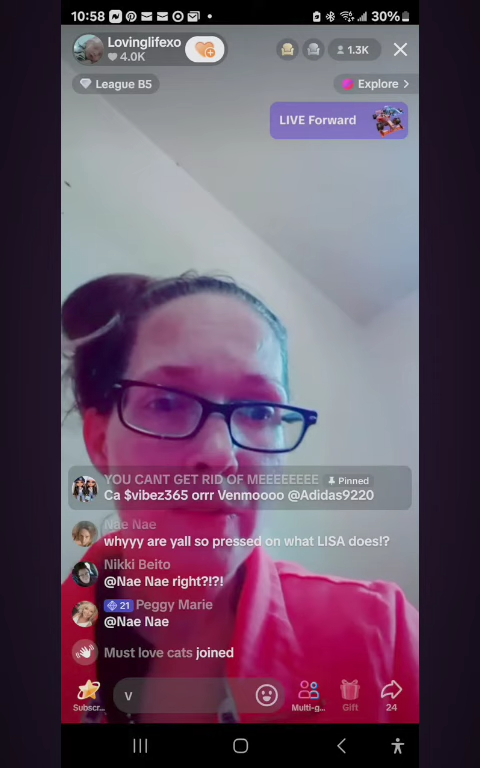 10:58
30%
Lovinglifexo
4.0K
1.3K
League B5
Explore >
LIVE Forward
YOU CANT GET RID OF MEEEEEEEE Pinned
Ca $vibez365 orrr Venmoooo @Adidas9220
Nae Nae
whyyy are yall so pressed on what LISA does!?
Nikki Beito
@Nae Nae right?!?!
21 Peggy Marie
@Nae Nae
Must love cats joined
v
Subscr...
Multi-g...
Gift
24